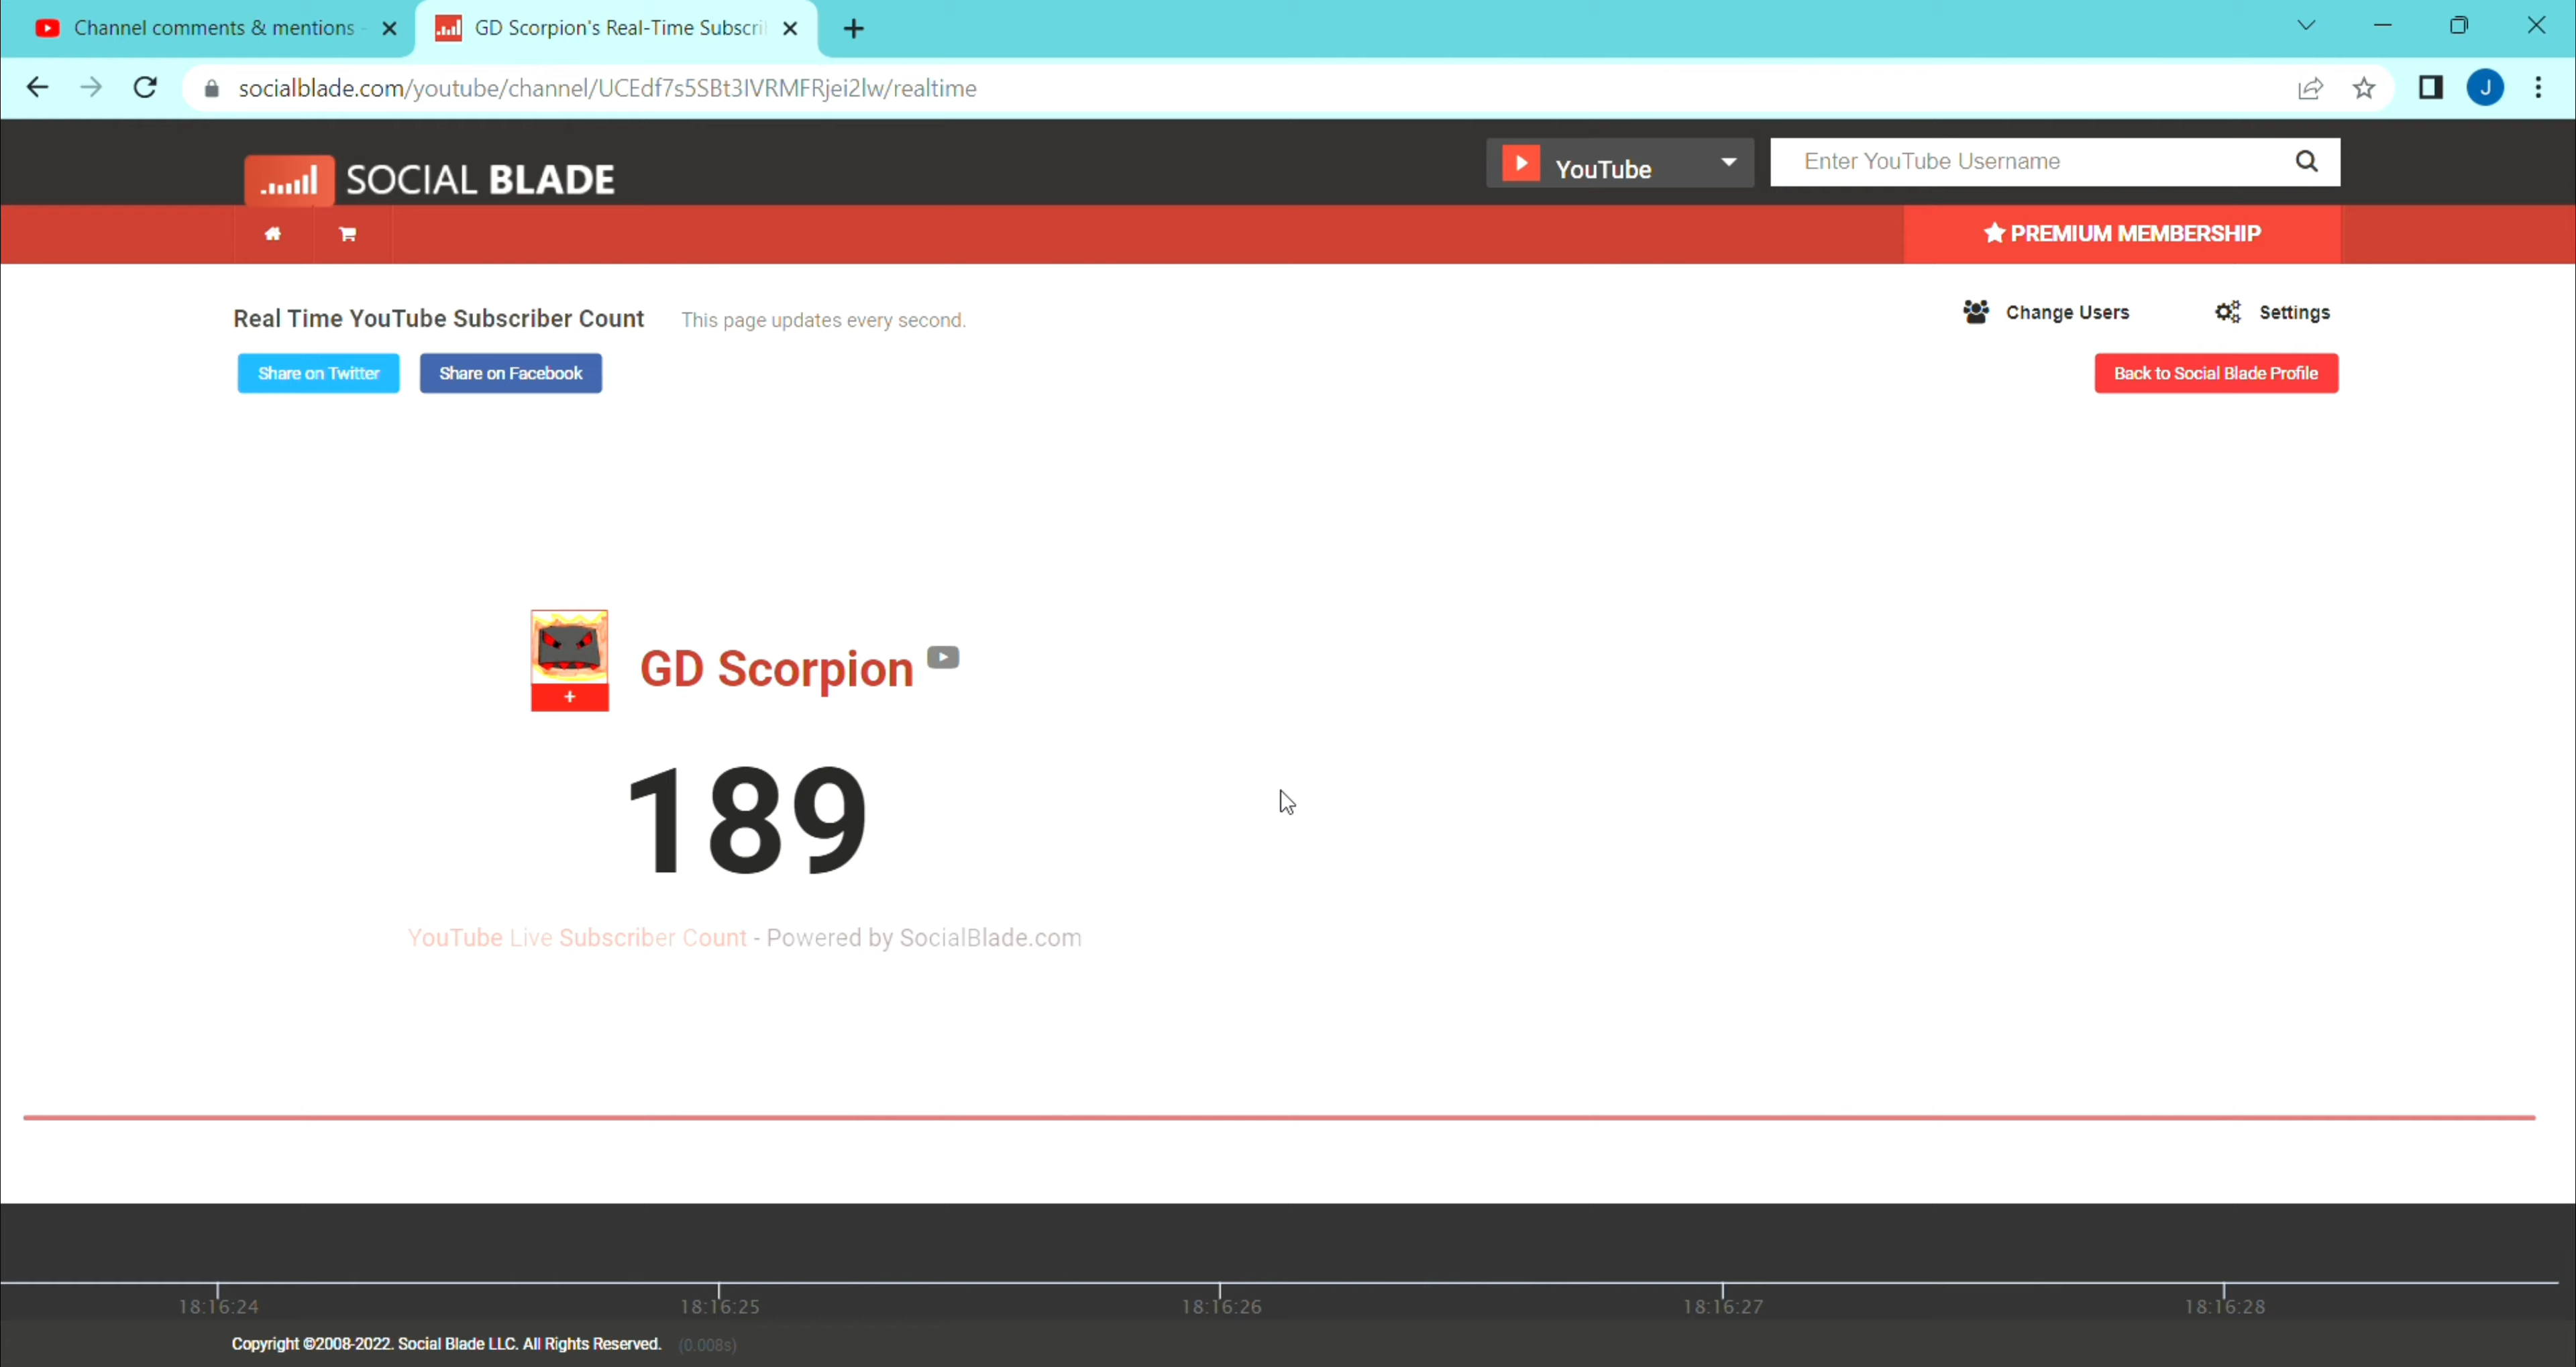 Channel comments & mentions -
GD Scorpion's Real-Time Subscri
socialblade.com/youtube/channel/UCEdf7s5SBt3IVRMFRjei2lw/realtime
J
SOCIAL BLADE
YouTube
Enter YouTube Username
PREMIUM MEMBERSHIP
Real Time YouTube Subscriber Count This page updates every second.
Change Users
Settings
Share on Twitter
Share on Facebook
Back to Social Blade Profile
GD Scorpion
+
189
YouTube Live Subscriber Count - Powered by SocialBlade.com
18:16:24 18:16:25 18:16:26 18:16:27 18:16:28
Copyright ©2008-2022. Social Blade LLC. All Rights Reserved. (0.008s)